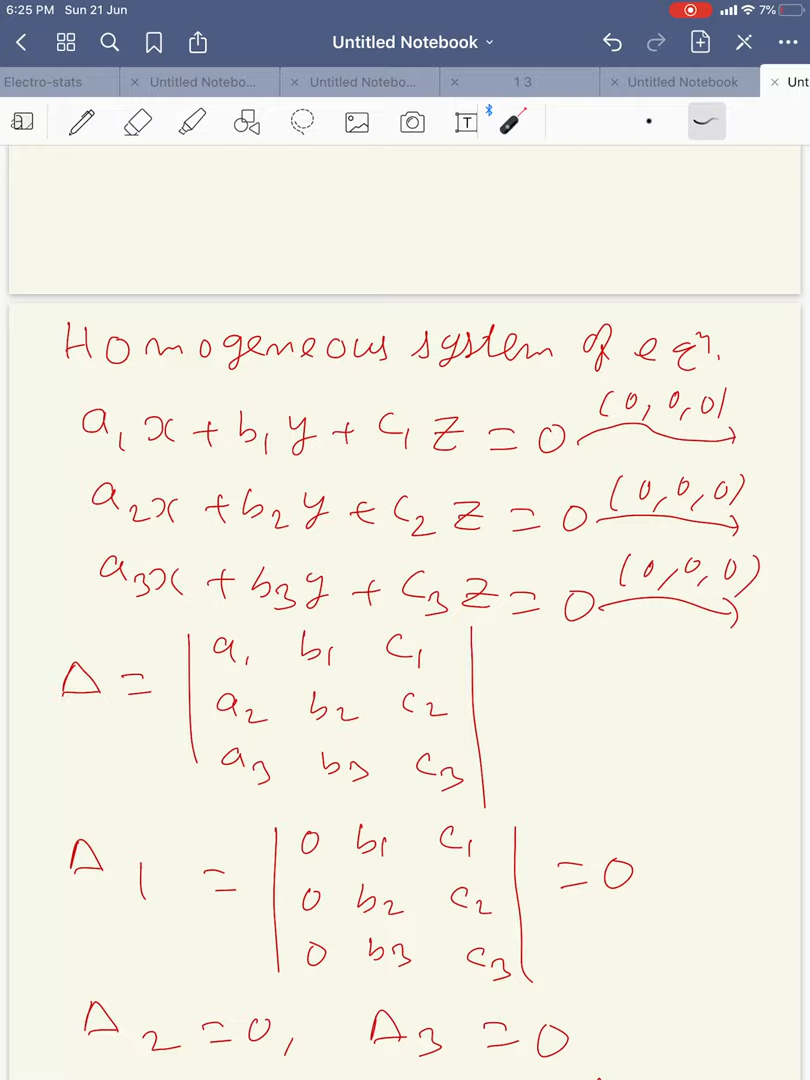 6:25 PM Sun 21 Jun 7%
Untitled Notebook
Electro-stats Untitled Notebo... Untitled Notebo... 1 3 Untitled Notebook Unt
Homogeneous system of eqⁿ.
a₁x + b₁y + c₁z = 0 (0,0,0)
a₂x + b₂y + c₂z = 0 (0,0,0)
a₃x + b₃y + c₃z = 0 (0,0,0)
a₁ b₁ c₁
Δ = a₂ b₂ c₂
a₃ b₃ c₃
0 b₁ c₁
Δ₁ = 0 b₂ c₂ = 0
0 b₃ c₃
Δ₂ = 0, Δ₃ = 0